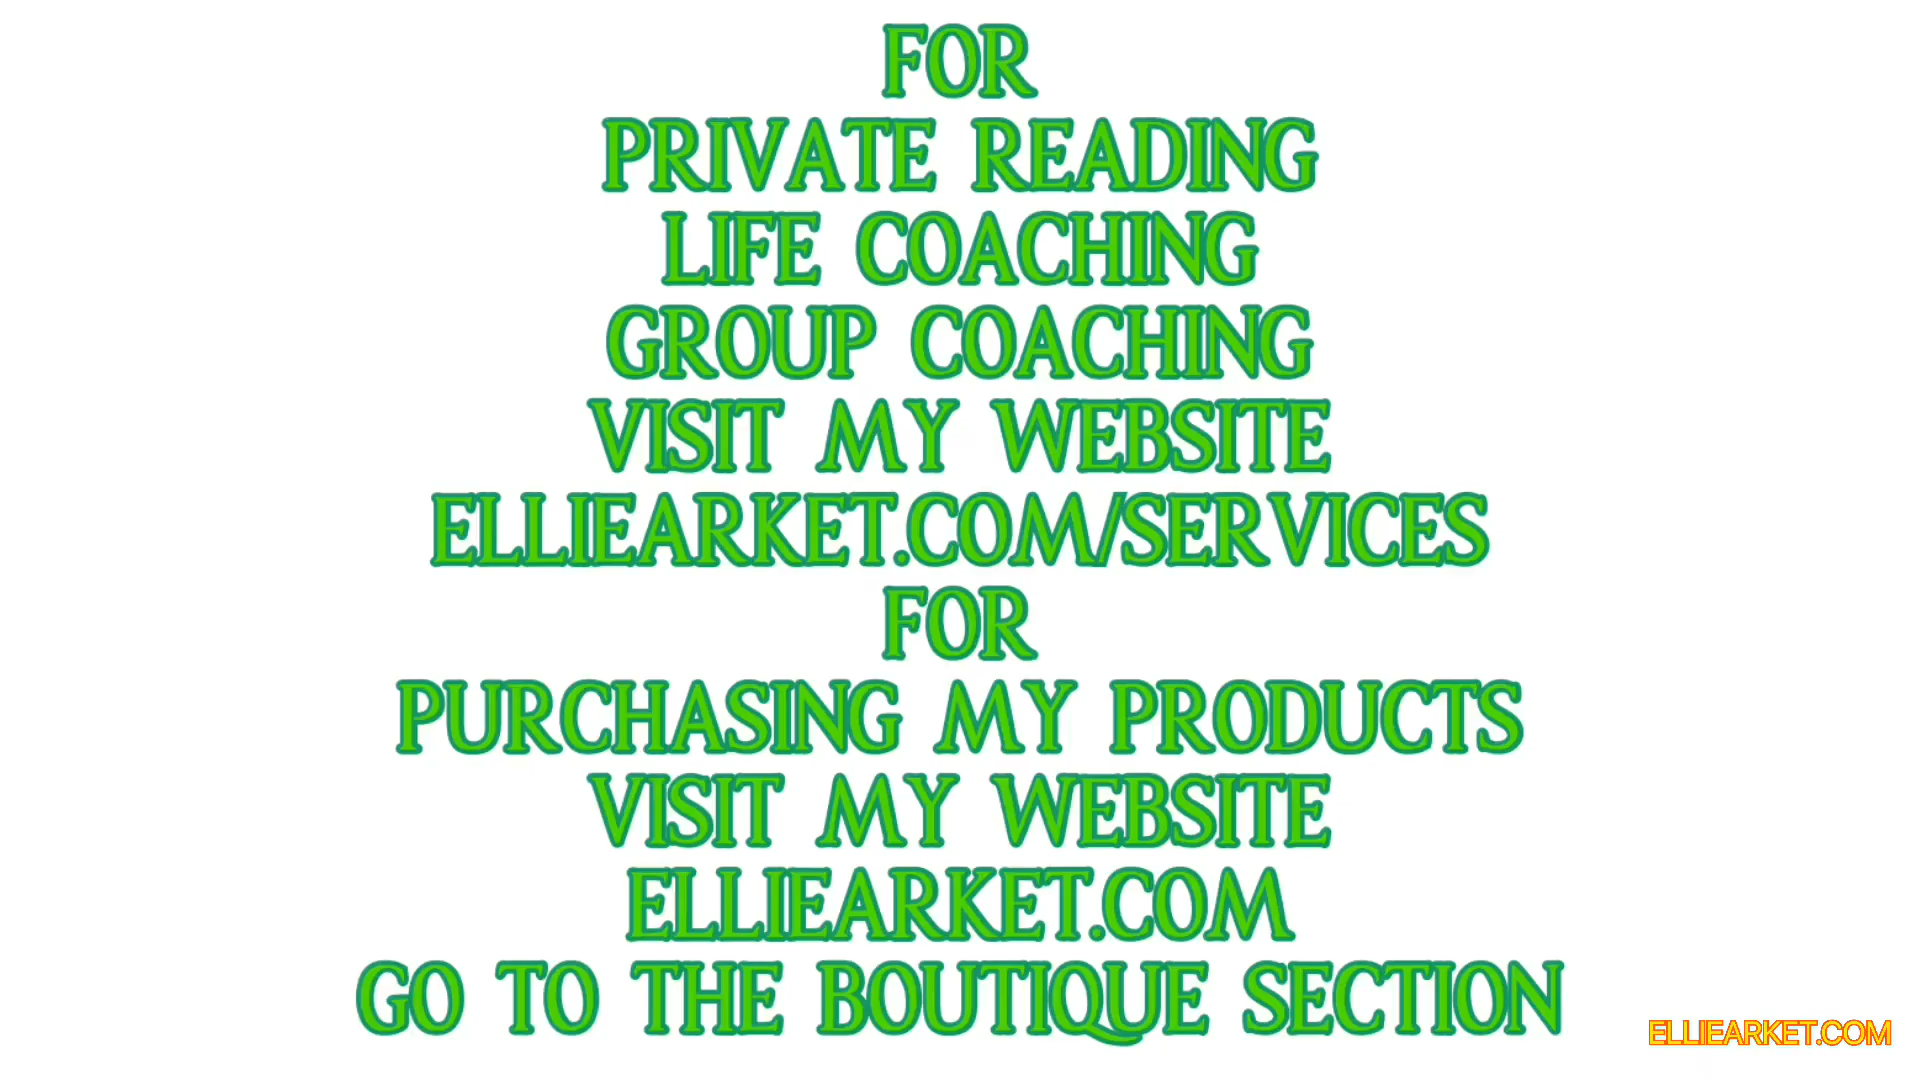 FOR
PRIVATE READING
LIFE COACHING
GROUP COACHING
VISIT MY WEBSITE
ELLIEARKET.COM/SERVICES
FOR
PURCHASING MY PRODUCTS
VISIT MY WEBSITE
ELLIEARKET.COM
GO TO THE BOUTIQUE SECTION
ELLIEARKET.COM